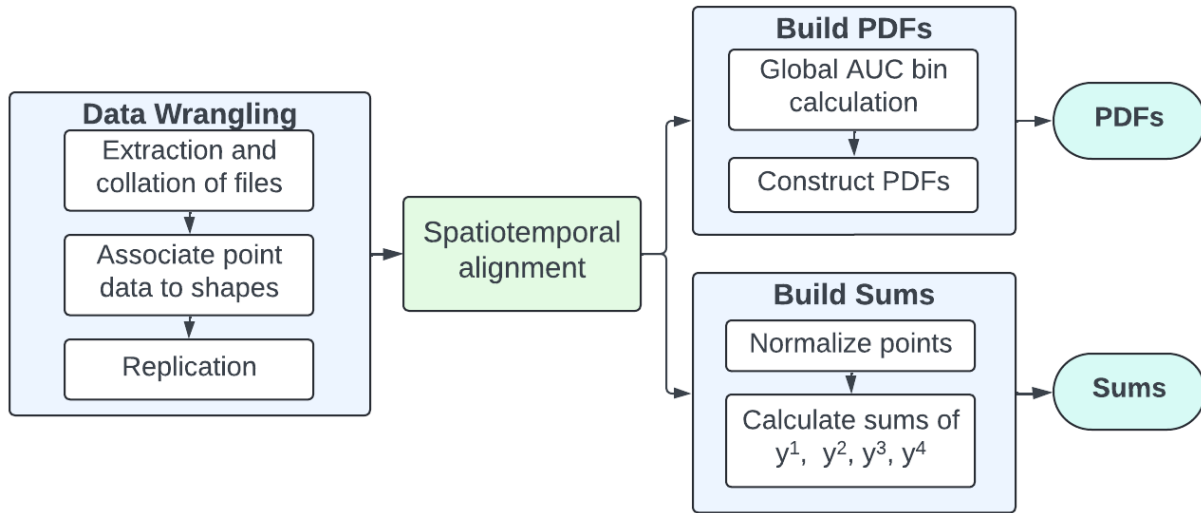 Data Wrangling
Extraction and
collation of files
Associate point
data to shapes
Replication
Spatiotemporal
alignment
Build PDFs
Global AUC bin
calculation
Construct PDFs
PDFs
Build Sums
Normalize points
Calculate sums of
y¹, y², y³, y⁴
Sums